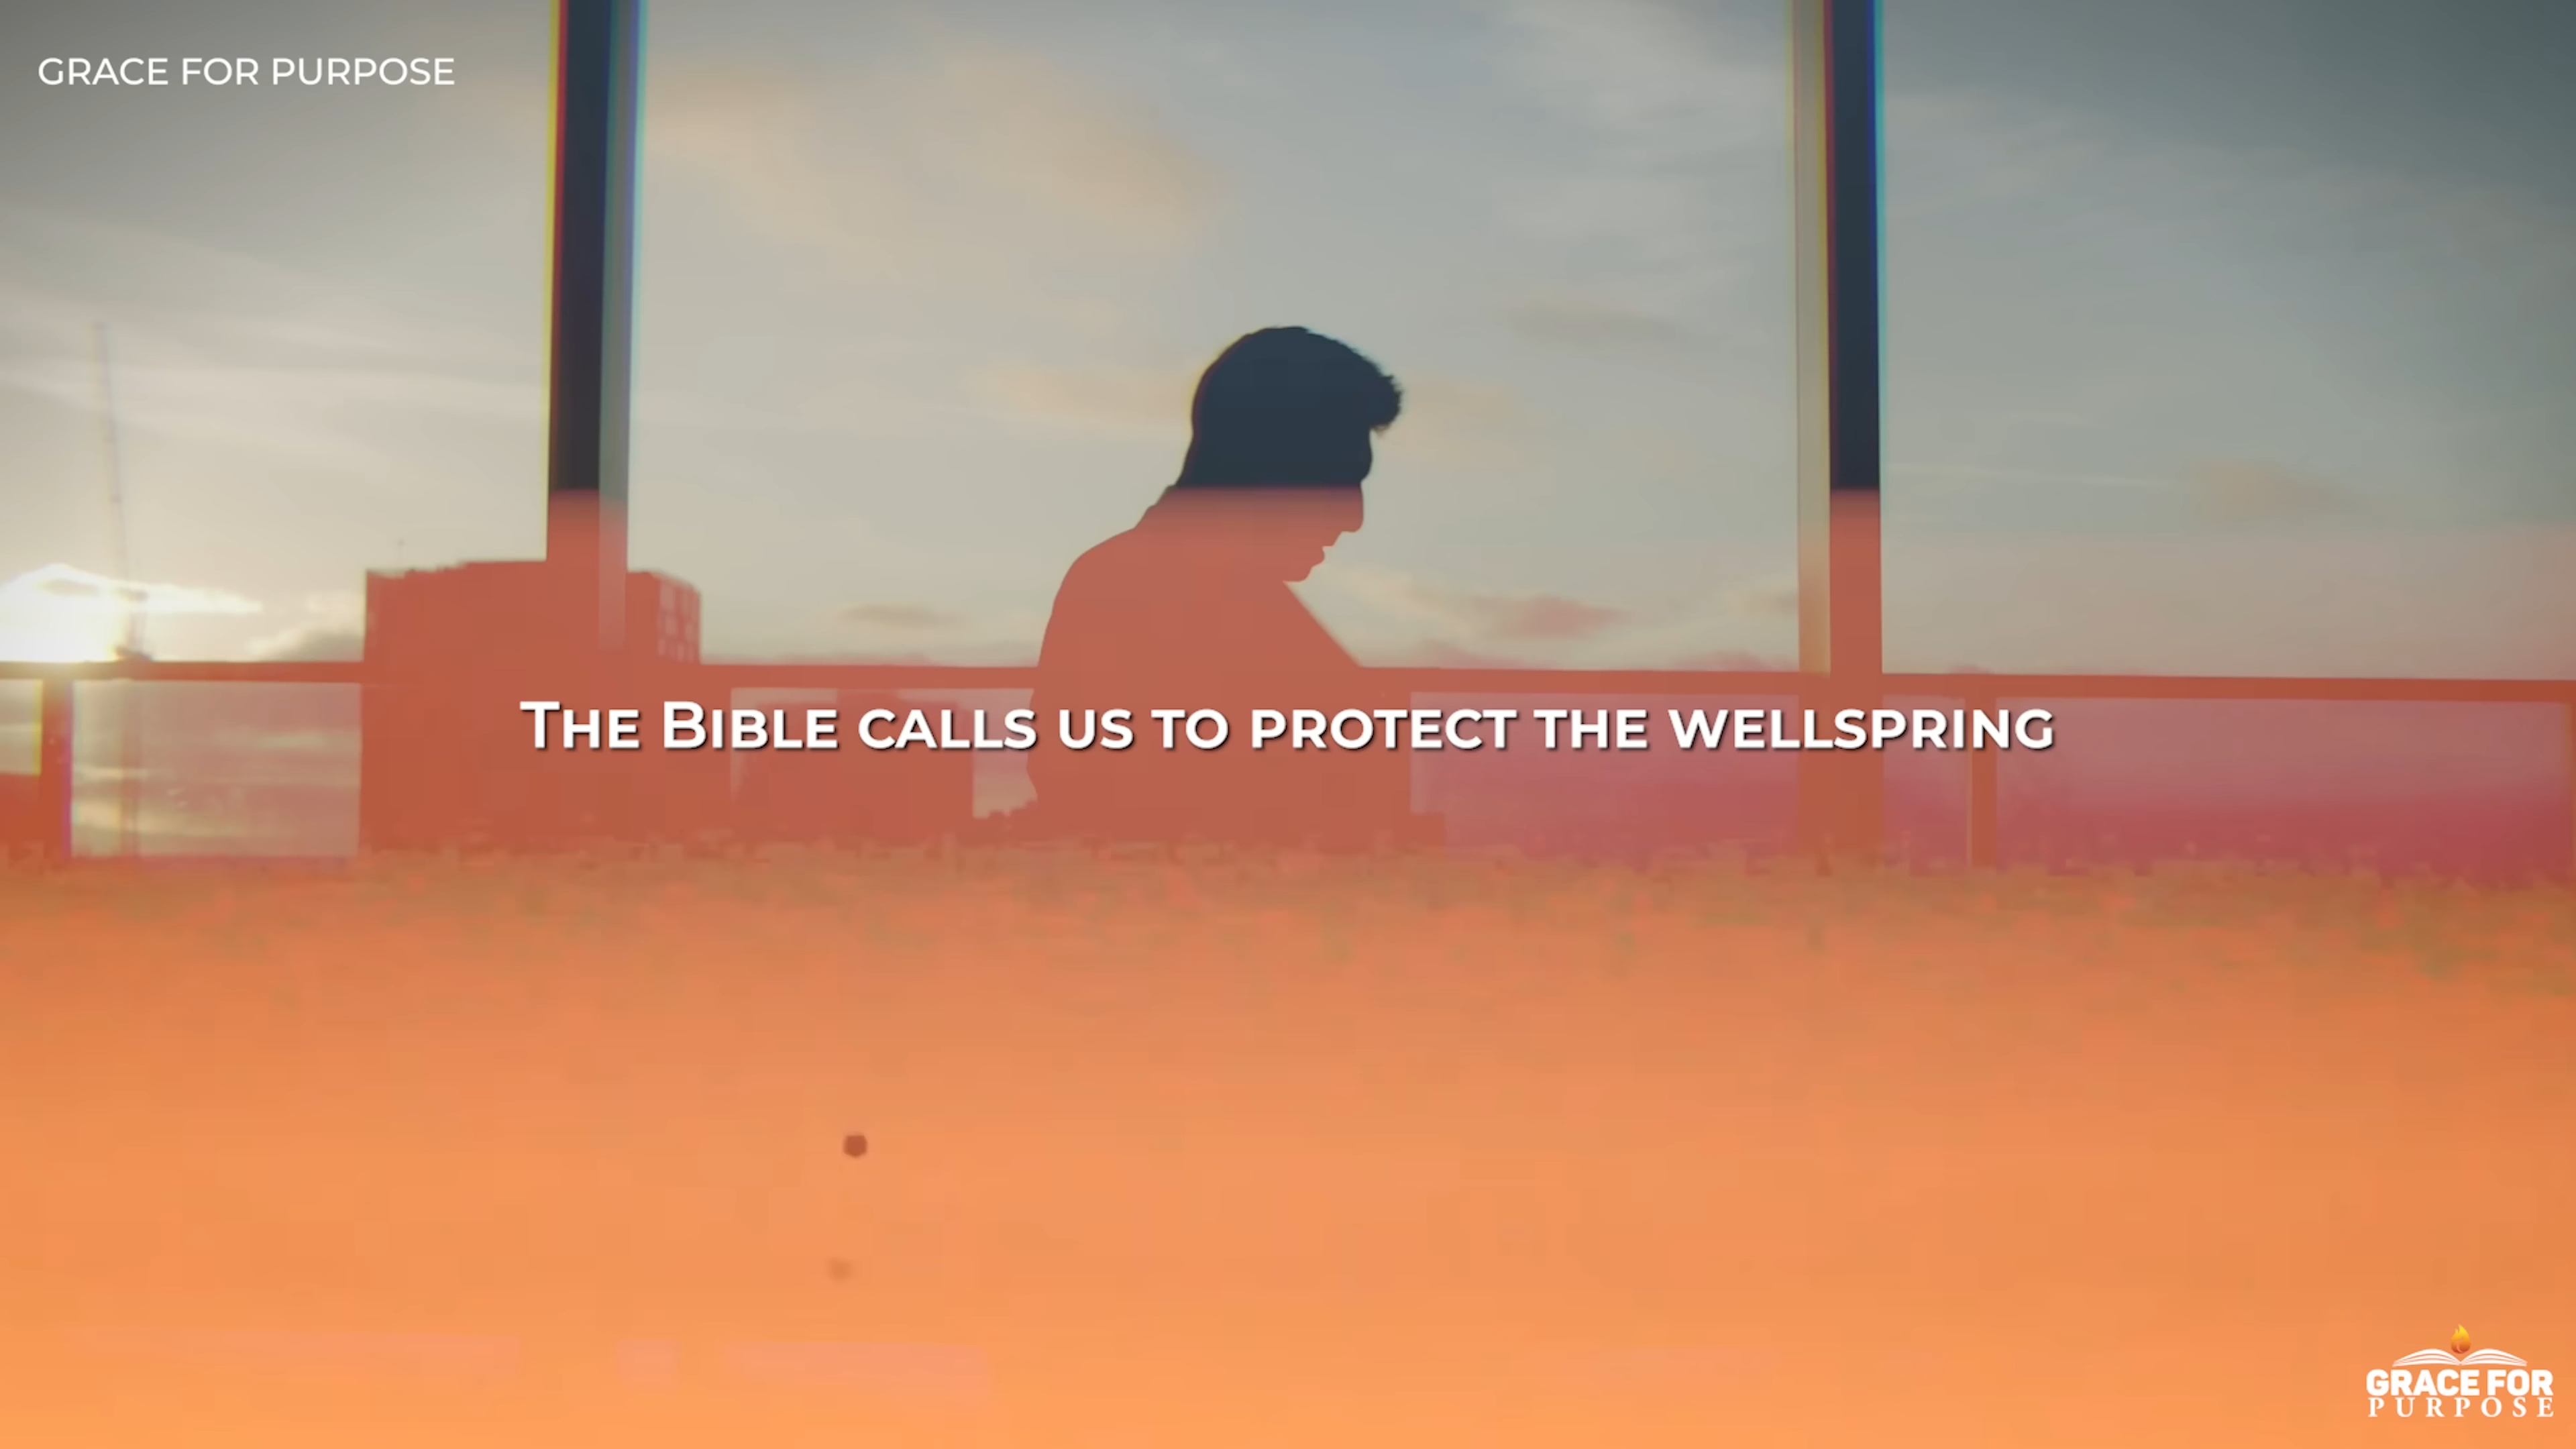 GRACE FOR PURPOSE
THE BIBLE CALLS US TO PROTECT THE WELLSPRING
GRACE FOR
PURPOSE